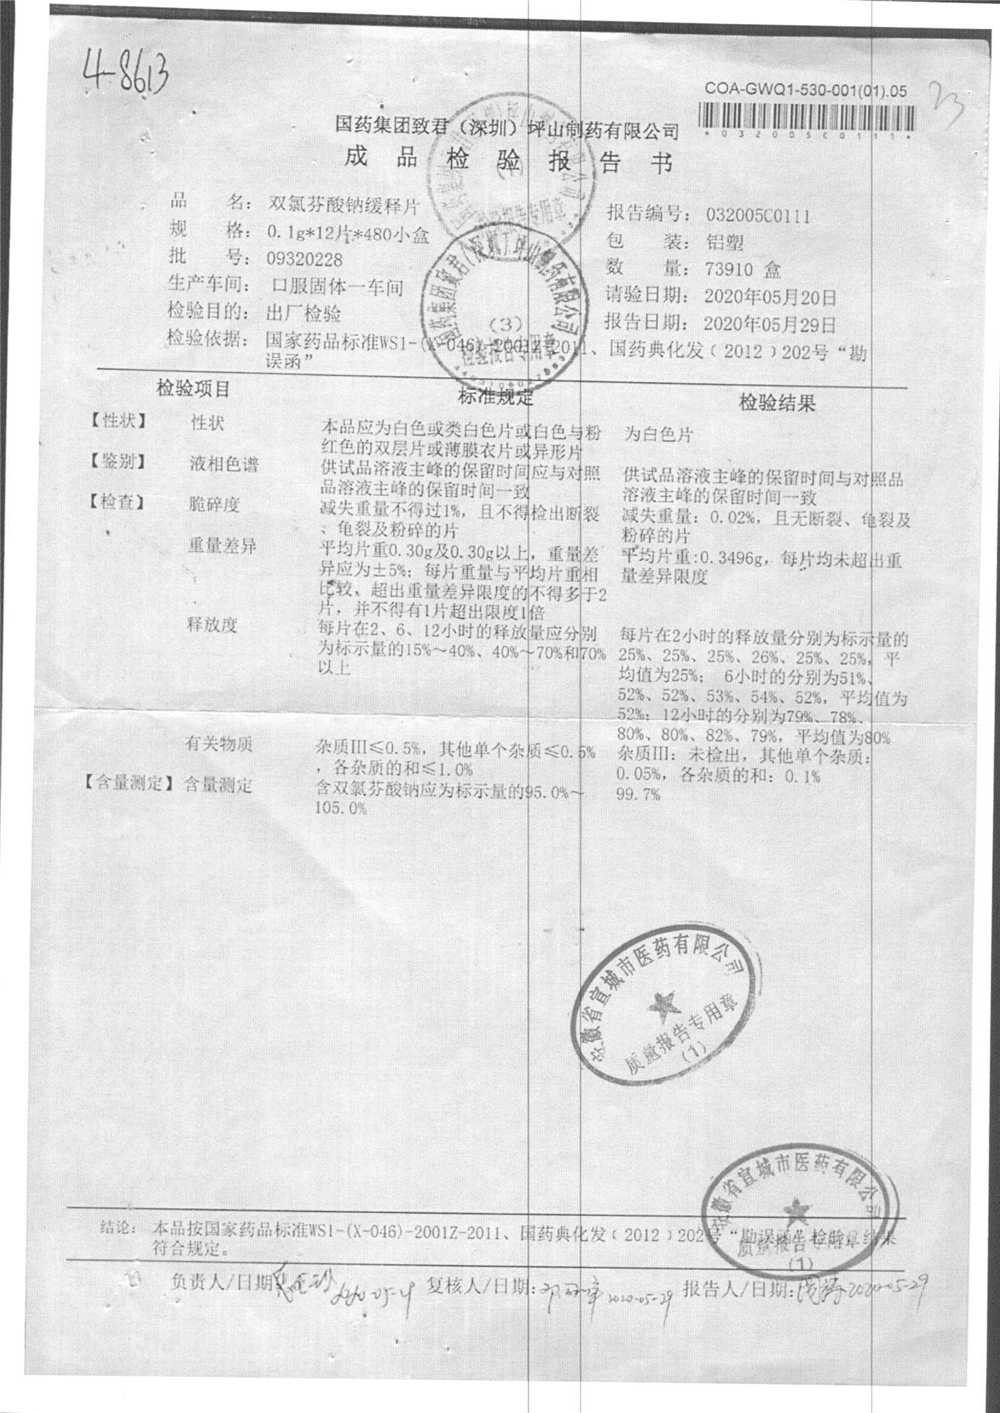 4-8613
COA-GWQ1-530-001(01).05
23
*032005C0111*
国药集团致君（深圳）坪山制药有限公司
成品检验报告书
品名：双氯芬酸钠缓释片
报告编号：032005C0111
规格：0.1g*12片*480小盒
包装：铝塑
批号：09320228
数量：73910 盒
生产车间：口服固体一车间
请验日期：2020年05月20日
检验目的：出厂检验
报告日期：2020年05月29日
检验依据：国家药品标准WS1-(X-046)-2001Z-2011、国药典化发（2012）202号“勘
误函”
检验项目 标准规定 检验结果
【性状】 性状 本品应为白色或类白色片或白色与粉 为白色片
红色的双层片或薄膜衣片或异形片
【鉴别】 液相色谱 供试品溶液主峰的保留时间应与对照 供试品溶液主峰的保留时间与对照品
品溶液主峰的保留时间一致 溶液主峰的保留时间一致
【检查】 脆碎度 减失重量不得过1%，且不得检出断裂 减失重量：0.02%，且无断裂、龟裂及
、龟裂及粉碎的片 粉碎的片
重量差异 平均片重0.30g及0.30g以上，重量差 平均片重:0.3496g，每片均未超出重
异应为±5%；每片重量与平均片重相 量差异限度
比较，超出重量差异限度的不得多于2
片，并不得有1片超出限度1倍
释放度 每片在2、6、12小时的释放量应分别 每片在2小时的释放量分别为标示量的
为标示量的15%～40%、40%～70%和70% 25%、25%、25%、26%、25%、25%，平
以上 均值为25%； 6小时的分别为51%、
52%、52%、53%、54%、52%，平均值为
52%；12小时的分别为79%、78%、
80%、80%、82%、79%，平均值为80%
有关物质 杂质III≤0.5%，其他单个杂质≤0.5% 杂质III：未检出，其他单个杂质：
，各杂质的和≤1.0% 0.05%，各杂质的和：0.1%
【含量测定】 含量测定 含双氯芬酸钠应为标示量的95.0%～ 99.7%
105.0%
安徽省宣城市医药有限公司
质量报告专用章
(1)
结论： 本品按国家药品标准WS1-(X-046)-2001Z-2011、国药典化发（2012）202号“勘误函”检验，结果
符合规定。
安徽省宣城市医药有限公司
质量报告专用章
(1)
负责人/日期 复核人/日期: 2020-05-29 报告人/日期: 2020-05-29